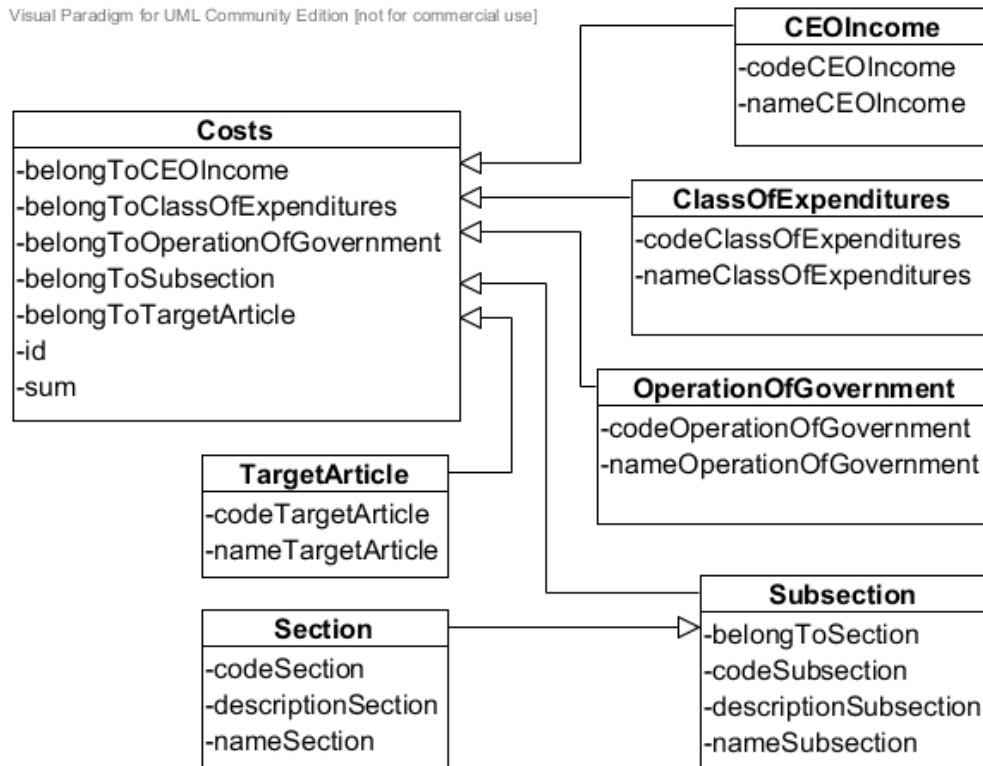 Visual Paradigm for UML Community Edition [not for commercial use]
CEOIncome
-codeCEOIncome
-nameCEOIncome
Costs
-belongToCEOIncome
-belongToClassOfExpenditures
-belongToOperationOfGovernment
-belongToSubsection
-belongToTargetArticle
-id
-sum
ClassOfExpenditures
-codeClassOfExpenditures
-nameClassOfExpenditures
OperationOfGovernment
-codeOperationOfGovernment
-nameOperationOfGovernment
TargetArticle
-codeTargetArticle
-nameTargetArticle
Section
-codeSection
-descriptionSection
-nameSection
Subsection
-belongToSection
-codeSubsection
-descriptionSubsection
-nameSubsection